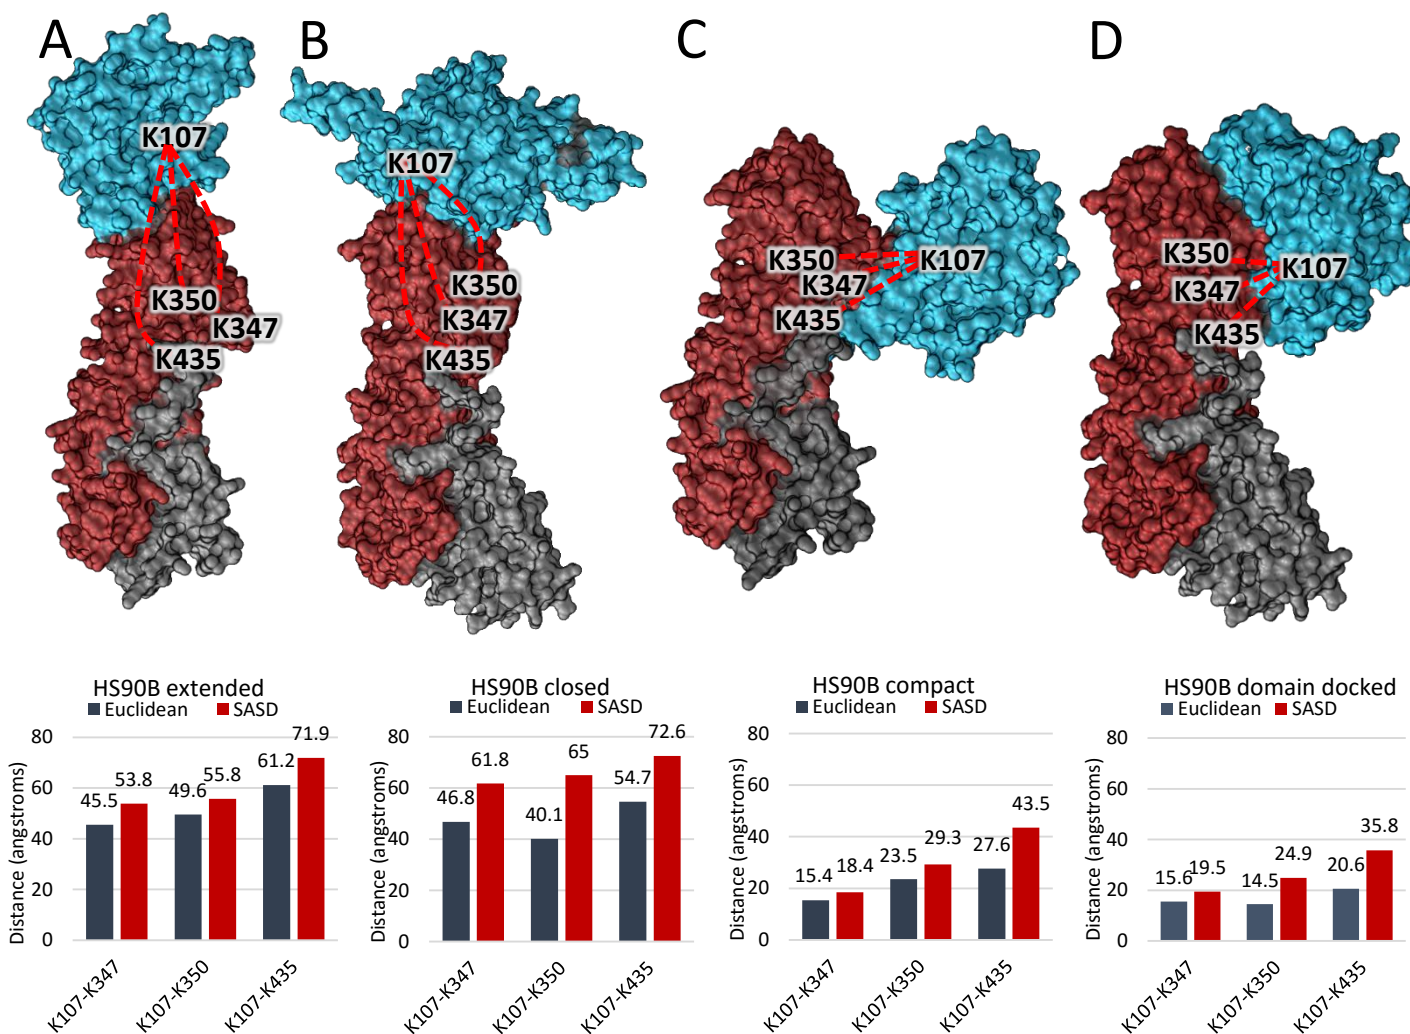 A
K107
K350
K347
K435
B
K107
K350
K347
K435
C
K350
K107
K347
K435
D
K350
K107
K347
K435
HS90B extended
Euclidean SASD
Distance (angstroms)
80
60
40
20
0
45.5 53.8 49.6 55.8 61.2 71.9
K107-K347
K107-K350
K107-K435
HS90B closed
Euclidean SASD
Distance (angstroms)
80
60
40
20
0
46.8 61.8 40.1 65 54.7 72.6
K107-K347
K107-K350
K107-K435
HS90B compact
Euclidean SASD
Distance (angstroms)
80
60
40
20
0
15.4 18.4 23.5 29.3 27.6 43.5
K107-K347
K107-K350
K107-K435
HS90B domain docked
Euclidean SASD
Distance (angstroms)
80
60
40
20
0
15.6 19.5 14.5 24.9 20.6 35.8
K107-K347
K107-K350
K107-K435